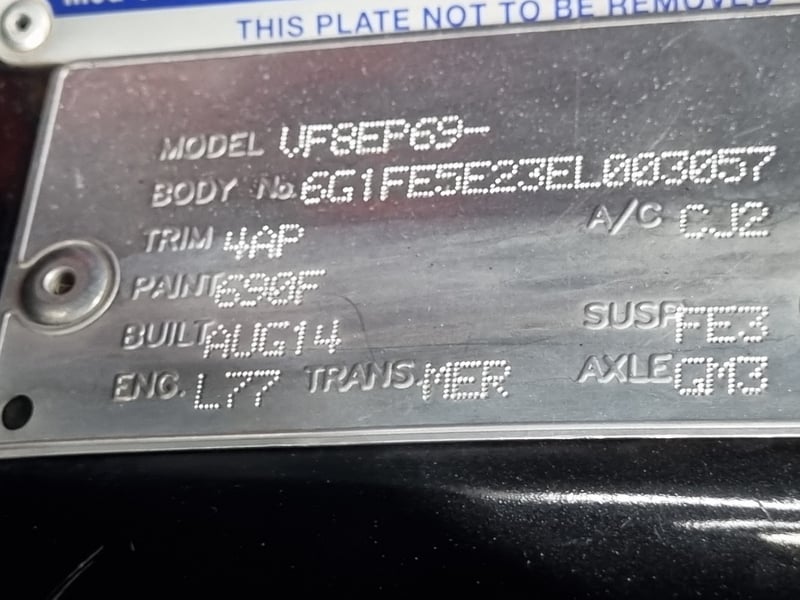 THIS PLATE NOT TO BE REMOVED
MODEL VF8EP69-
BODY No. 6G1FE5E23EL003057
TRIM 4AP A/C CJ2
PAINT 690F
BUILT AUG14 SUSP FE3
ENG. L77 TRANS. MER AXLE GM3